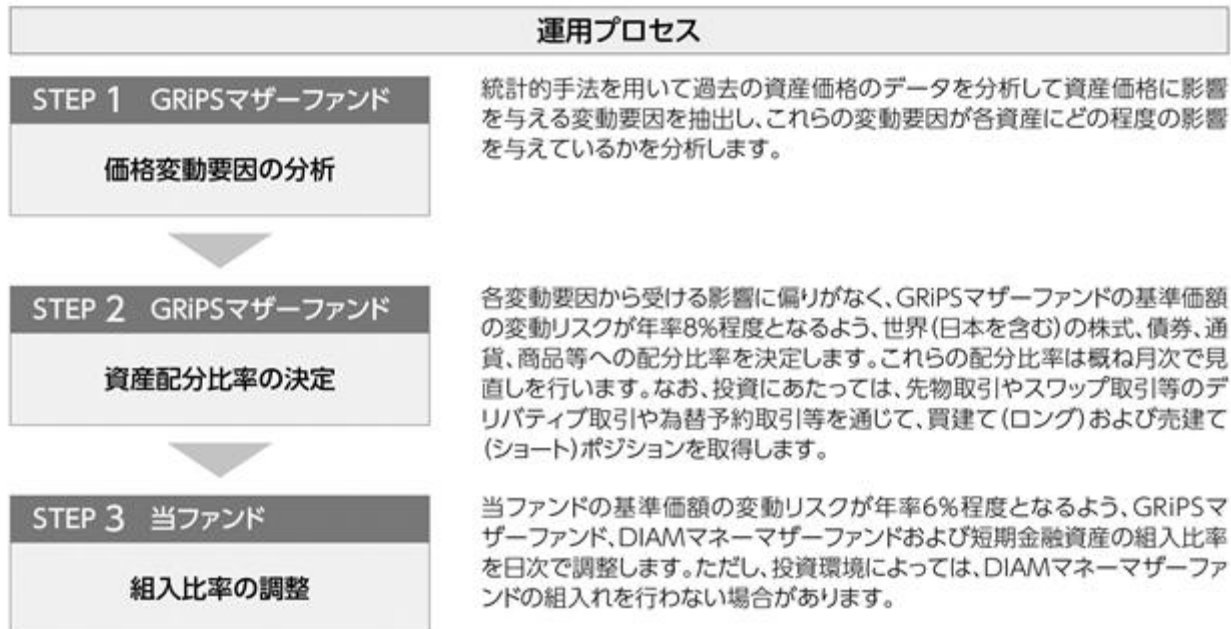 運用プロセス
STEP 1 GRiPSマザーファンド
価格変動要因の分析
統計的手法を用いて過去の資産価格のデータを分析して資産価格に影響
を与える変動要因を抽出し、これらの変動要因が各資産にどの程度の影響
を与えているかを分析します。
STEP 2 GRiPSマザーファンド
資産配分比率の決定
各変動要因から受ける影響に偏りがなく、GRiPSマザーファンドの基準価額
の変動リスクが年率8%程度となるよう、世界(日本を含む)の株式、債券、通
貨、商品等への配分比率を決定します。これらの配分比率は概ね月次で見
直しを行います。なお、投資にあたっては、先物取引やスワップ取引等のデ
リバティブ取引や為替予約取引等を通じて、買建て(ロング)および売建て
(ショート)ポジションを取得します。
STEP 3 当ファンド
組入比率の調整
当ファンドの基準価額の変動リスクが年率6%程度となるよう、GRiPSマ
ザーファンド、DIAMマネーマザーファンドおよび短期金融資産の組入比率
を日次で調整します。ただし、投資環境によっては、DIAMマネーマザーファ
ンドの組入れを行わない場合があります。